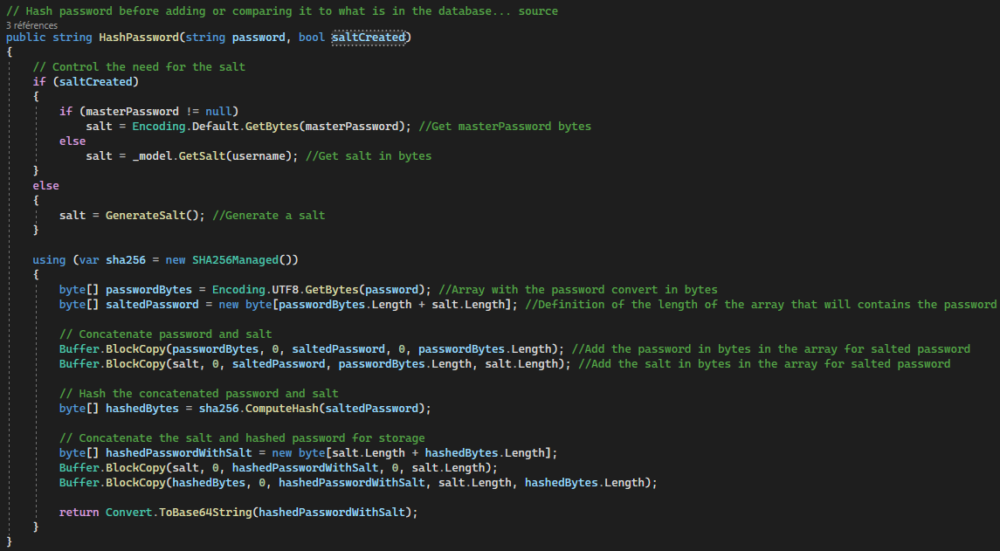 // Hash password before adding or comparing it to what is in the database... source
3 références
public string HashPassword(string password, bool saltCreated)
{
// Control the need for the salt
if (saltCreated)
{
if (masterPassword != null)
salt = Encoding.Default.GetBytes(masterPassword); //Get masterPassword bytes
else
salt = _model.GetSalt(username); //Get salt in bytes
}
else
{
salt = GenerateSalt(); //Generate a salt
}
using (var sha256 = new SHA256Managed())
{
byte[] passwordBytes = Encoding.UTF8.GetBytes(password); //Array with the password convert in bytes
byte[] saltedPassword = new byte[passwordBytes.Length + salt.Length]; //Definition of the length of the array that will contains the password
// Concatenate password and salt
Buffer.BlockCopy(passwordBytes, 0, saltedPassword, 0, passwordBytes.Length); //Add the password in bytes in the array for salted password
Buffer.BlockCopy(salt, 0, saltedPassword, passwordBytes.Length, salt.Length); //Add the salt in bytes in the array for salted password
// Hash the concatenated password and salt
byte[] hashedBytes = sha256.ComputeHash(saltedPassword);
// Concatenate the salt and hashed password for storage
byte[] hashedPasswordWithSalt = new byte[salt.Length + hashedBytes.Length];
Buffer.BlockCopy(salt, 0, hashedPasswordWithSalt, 0, salt.Length);
Buffer.BlockCopy(hashedBytes, 0, hashedPasswordWithSalt, salt.Length, hashedBytes.Length);
return Convert.ToBase64String(hashedPasswordWithSalt);
}
}